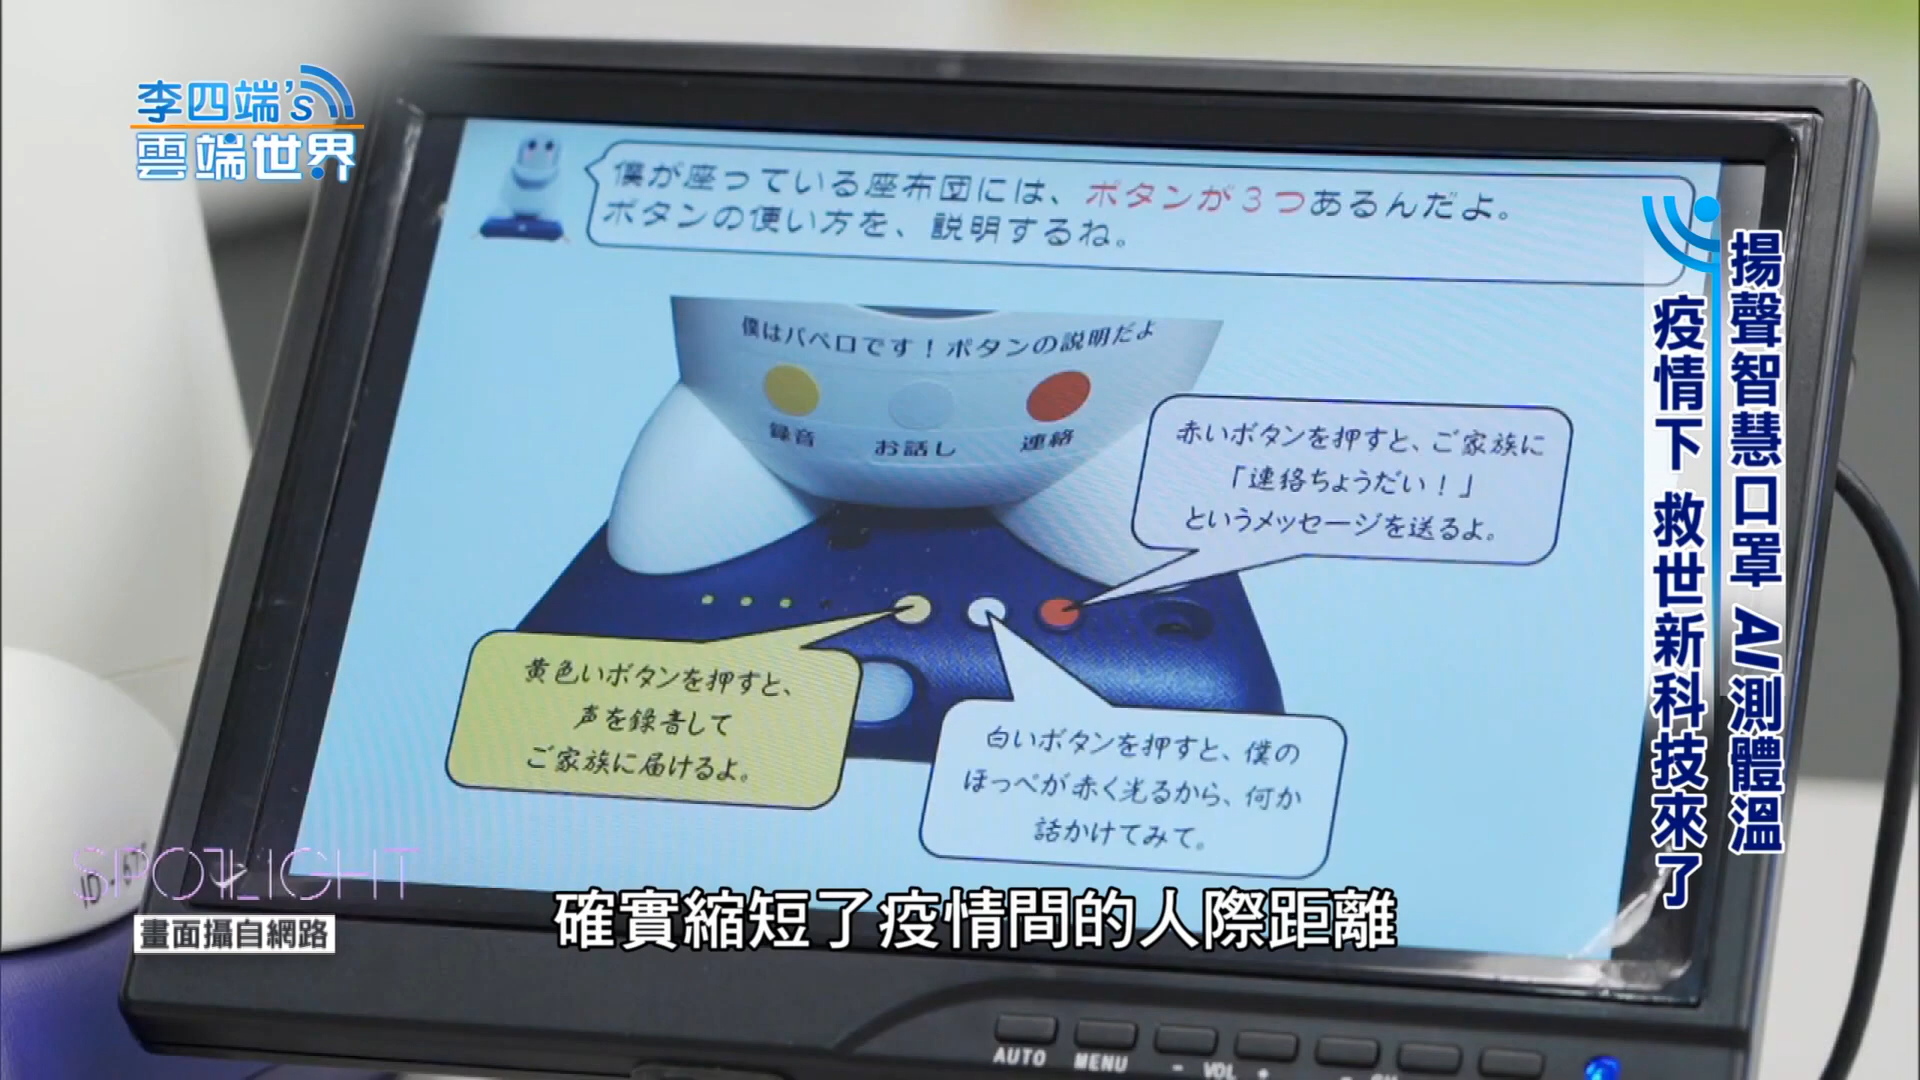 李四端's
雲端世界
僕が座っている座布団には、ボタンが3つあるんだよ。
ボタンの使い方を、説明するね。
僕はパペロです！ボタンの説明だよ
録音
お話し
連絡
赤いボタンを押すと、ご家族に
「連絡ちょうだい！」
というメッセージを送るよ。
黄色いボタンを押すと、
声を録音して
ご家族に届けるよ。
白いボタンを押すと、僕の
ほっぺが赤く光るから、何か
話かけてみて。
揚聲智慧口罩 AI測體溫
疫情下 救世新科技來了
SPOTLIGHT
畫面攝自網路
確實縮短了疫情間的人際距離
AUTO
MENU
- VOL +